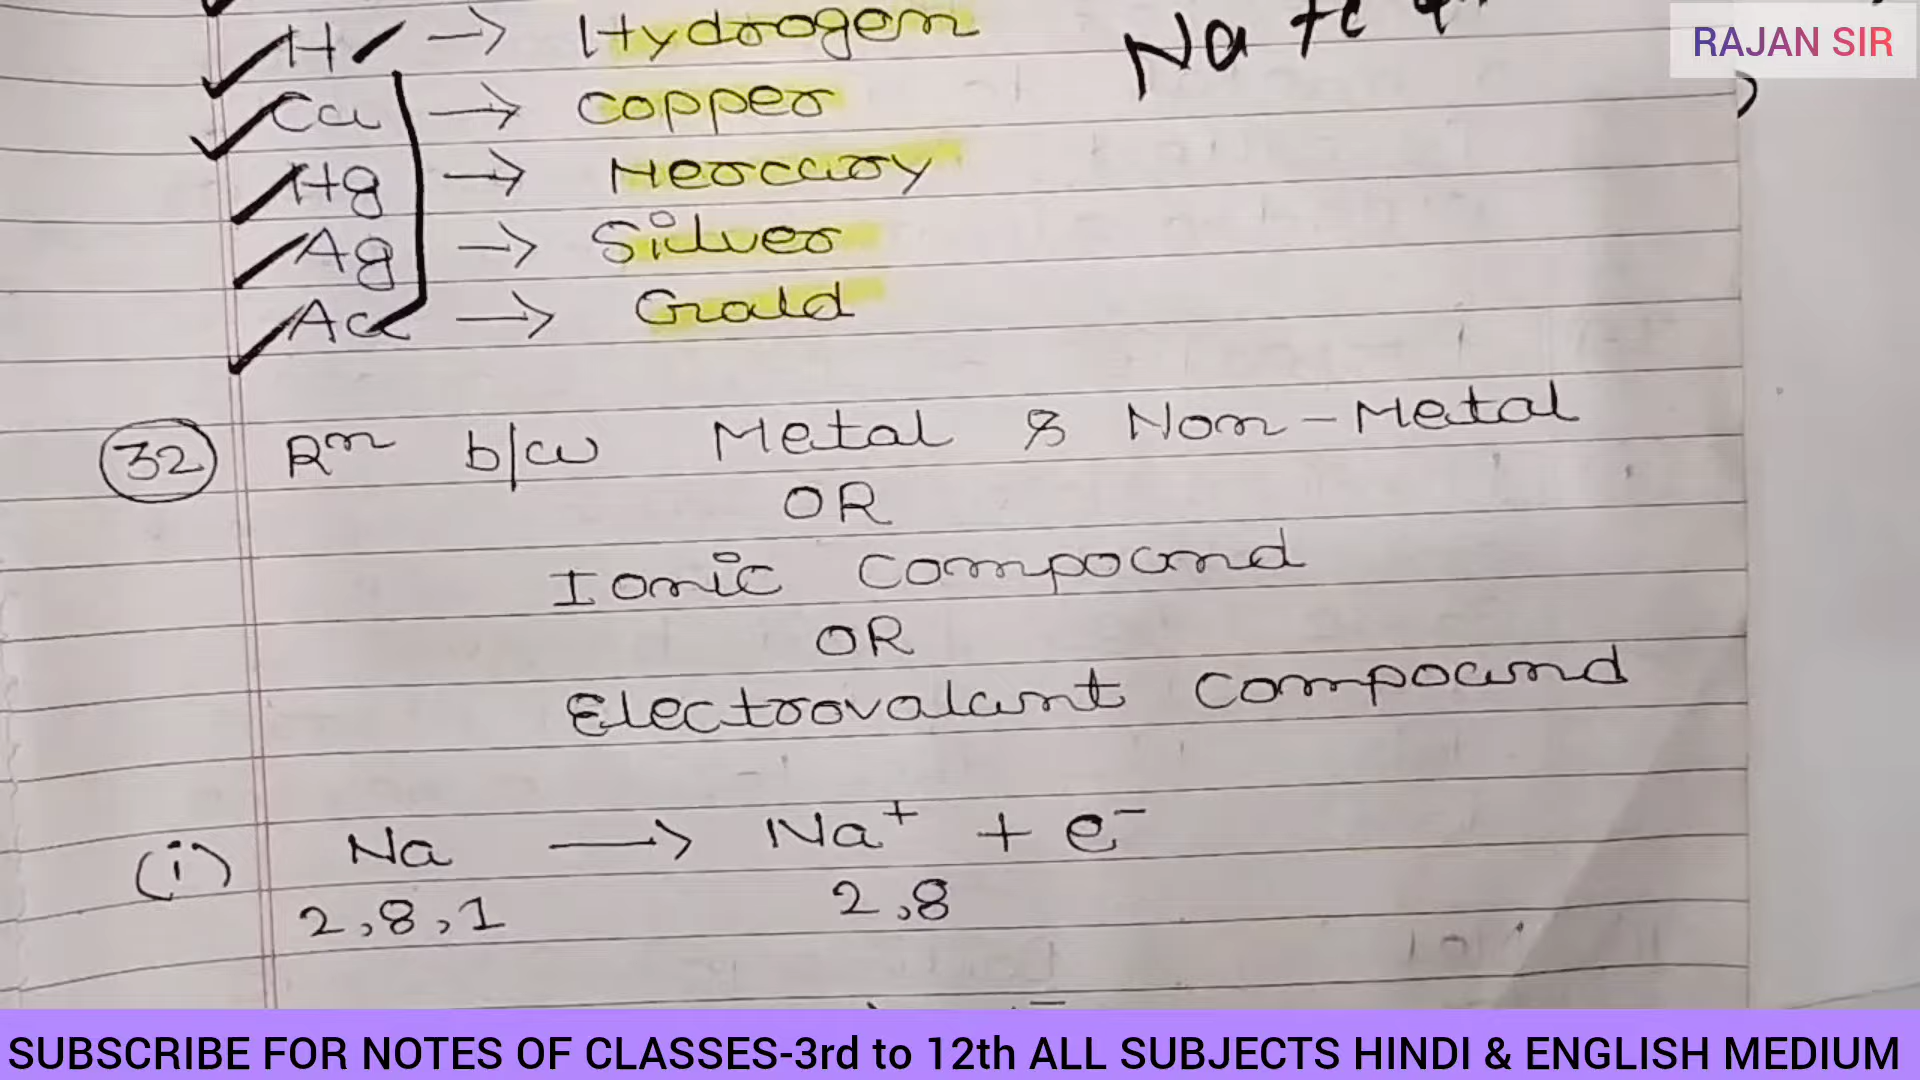 H → Hydrogen
Na
RAJAN SIR
Cu → Copper
Hg → Mercury
Ag → Silver
Au → Gold
32 Rn b/w Metal & Non-Metal
OR
Ionic Compound
OR
Electrovalant Compound
(i) Na → Na⁺ + e⁻
2,8,1 2,8
SUBSCRIBE FOR NOTES OF CLASSES-3rd to 12th ALL SUBJECTS HINDI & ENGLISH MEDIUM